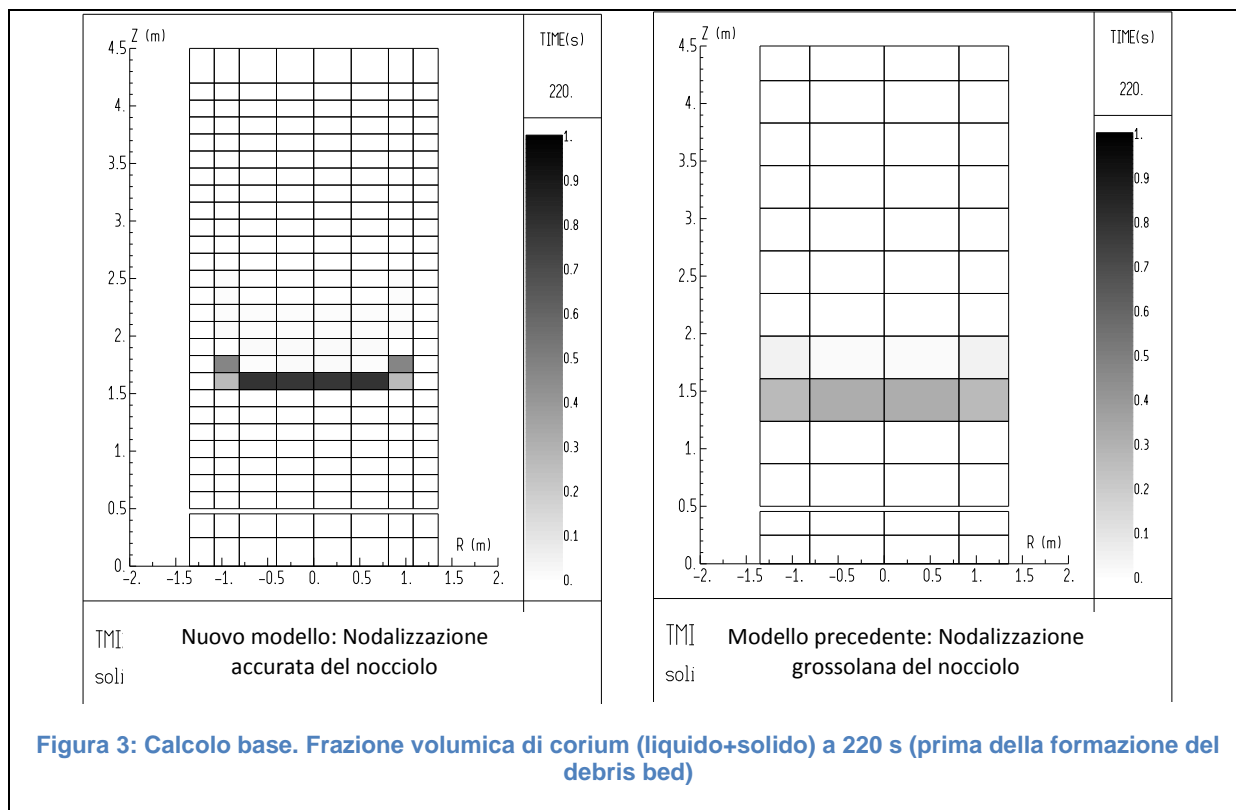 Z (m)
4.5
4.
3.5
3.
2.5
2.
1.5
1.
0.5
0.
-2. -1.5 -1. -0.5 0. 0.5 1. 1.5 2.
R (m)
TIME(s)
220.
1.
0.9
0.8
0.7
0.6
0.5
0.4
0.3
0.2
0.1
0.
TMI
soli
Nuovo modello: Nodalizzazione
accurata del nocciolo
Z (m)
4.5
4.
3.5
3.
2.5
2.
1.5
1.
0.5
0.
-2. -1.5 -1. -0.5 0. 0.5 1. 1.5 2.
R (m)
TIME(s)
220.
1.
0.9
0.8
0.7
0.6
0.5
0.4
0.3
0.2
0.1
0.
TMI
soli
Modello precedente: Nodalizzazione
grossolana del nocciolo
Figura 3: Calcolo base. Frazione volumica di corium (liquido+solido) a 220 s (prima della formazione del
debris bed)